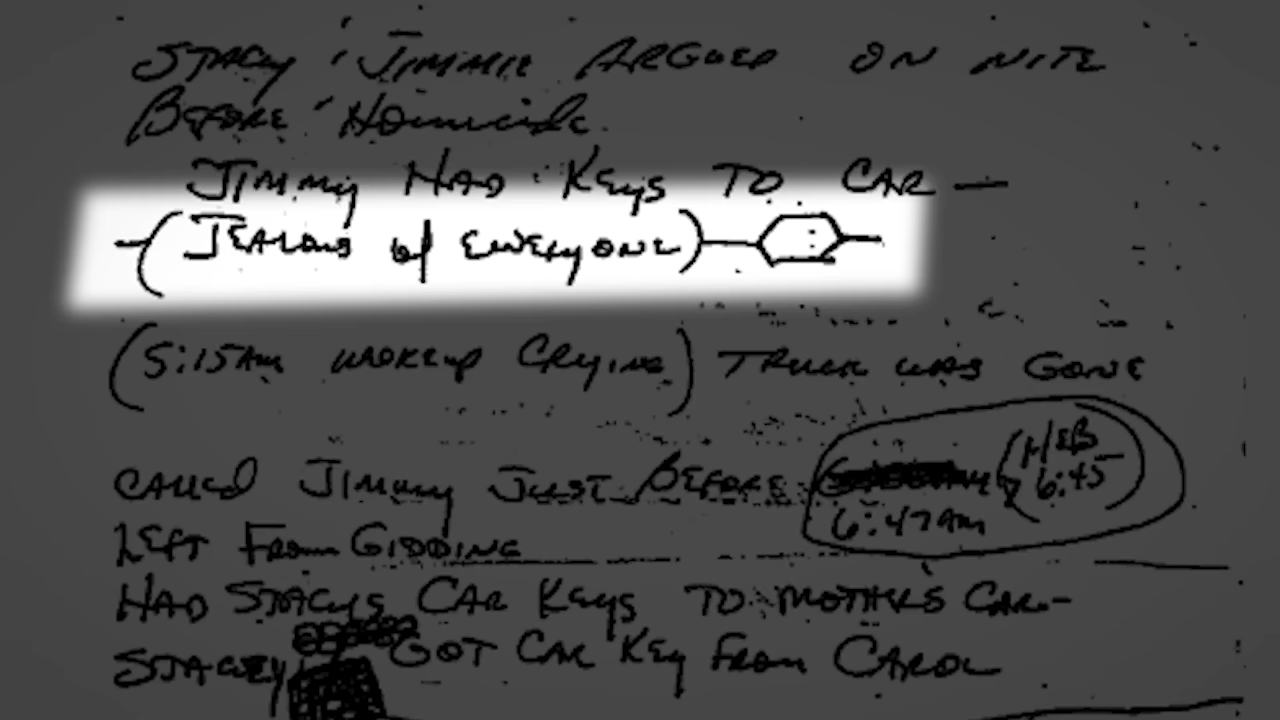 STACY / JIMMIE ARGUED ON NITE
BEFORE HOMICIDE.
JIMMY HAD KEYS TO CAR —
(JEALOUS of EVERYONE)
(5:15AM WOKEUP CRYING) TRUCK WAS GONE
CALLED JIMMY JUST BEFORE
(HEB
6:45)
6:47AM
LEFT FROM GIDDING
HAD STACYS CAR KEYS TO MOTHERS CAR-
STACEY GOT CAR KEY FROM CAROL